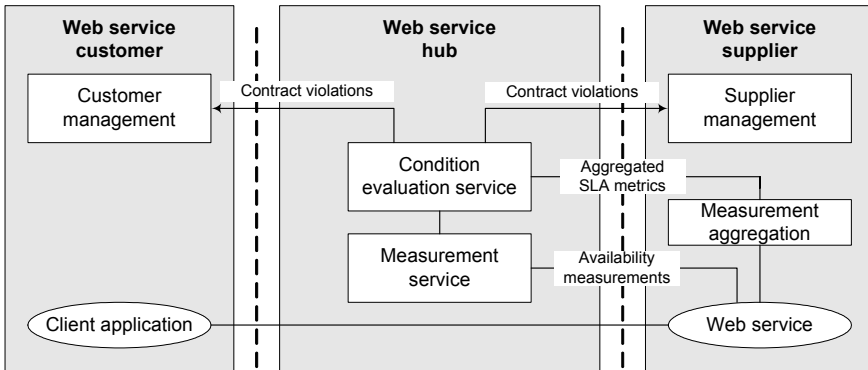 Web service
customer
Web service
hub
Web service
supplier
Customer
management
Contract violations
Contract violations
Supplier
management
Condition
evaluation service
Aggregated
SLA metrics
Measurement
aggregation
Measurement
service
Availability
measurements
Client application
Web service